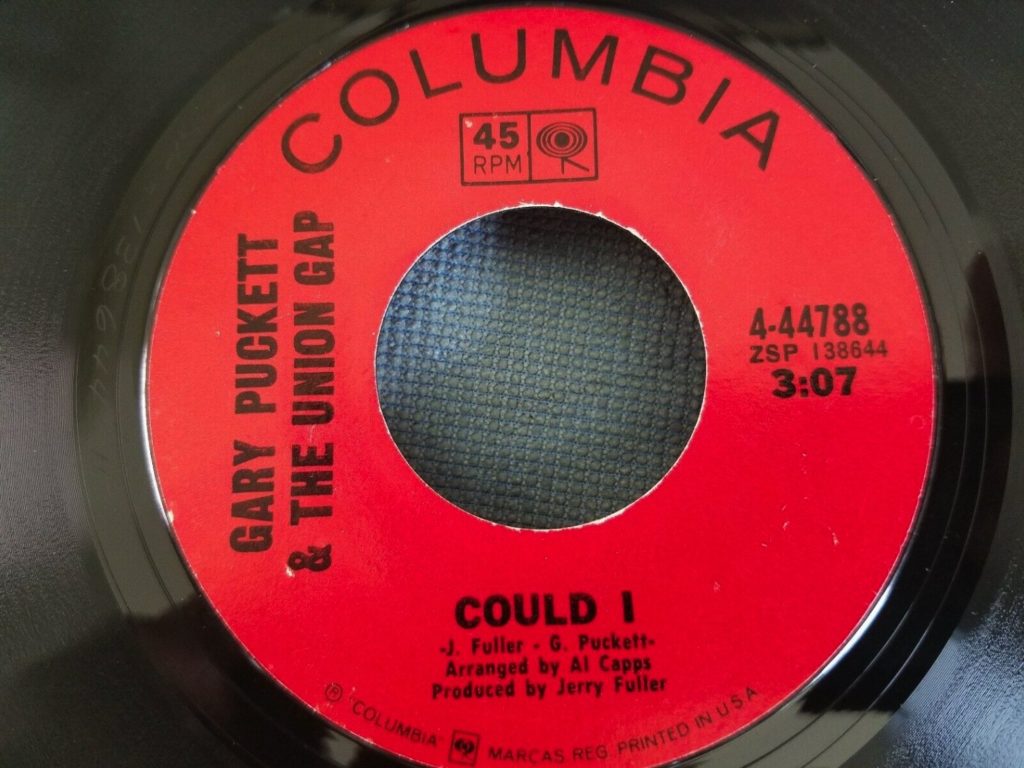 COLUMBIA
45
RPM
GARY PUCKETT
& THE UNION GAP
4-44788
ZSP 138644
3:07
COULD I
-J. Fuller - G. Puckett-
Arranged by Al Capps
Produced by Jerry Fuller
® "COLUMBIA" MARCAS REG. PRINTED IN U.S.A.